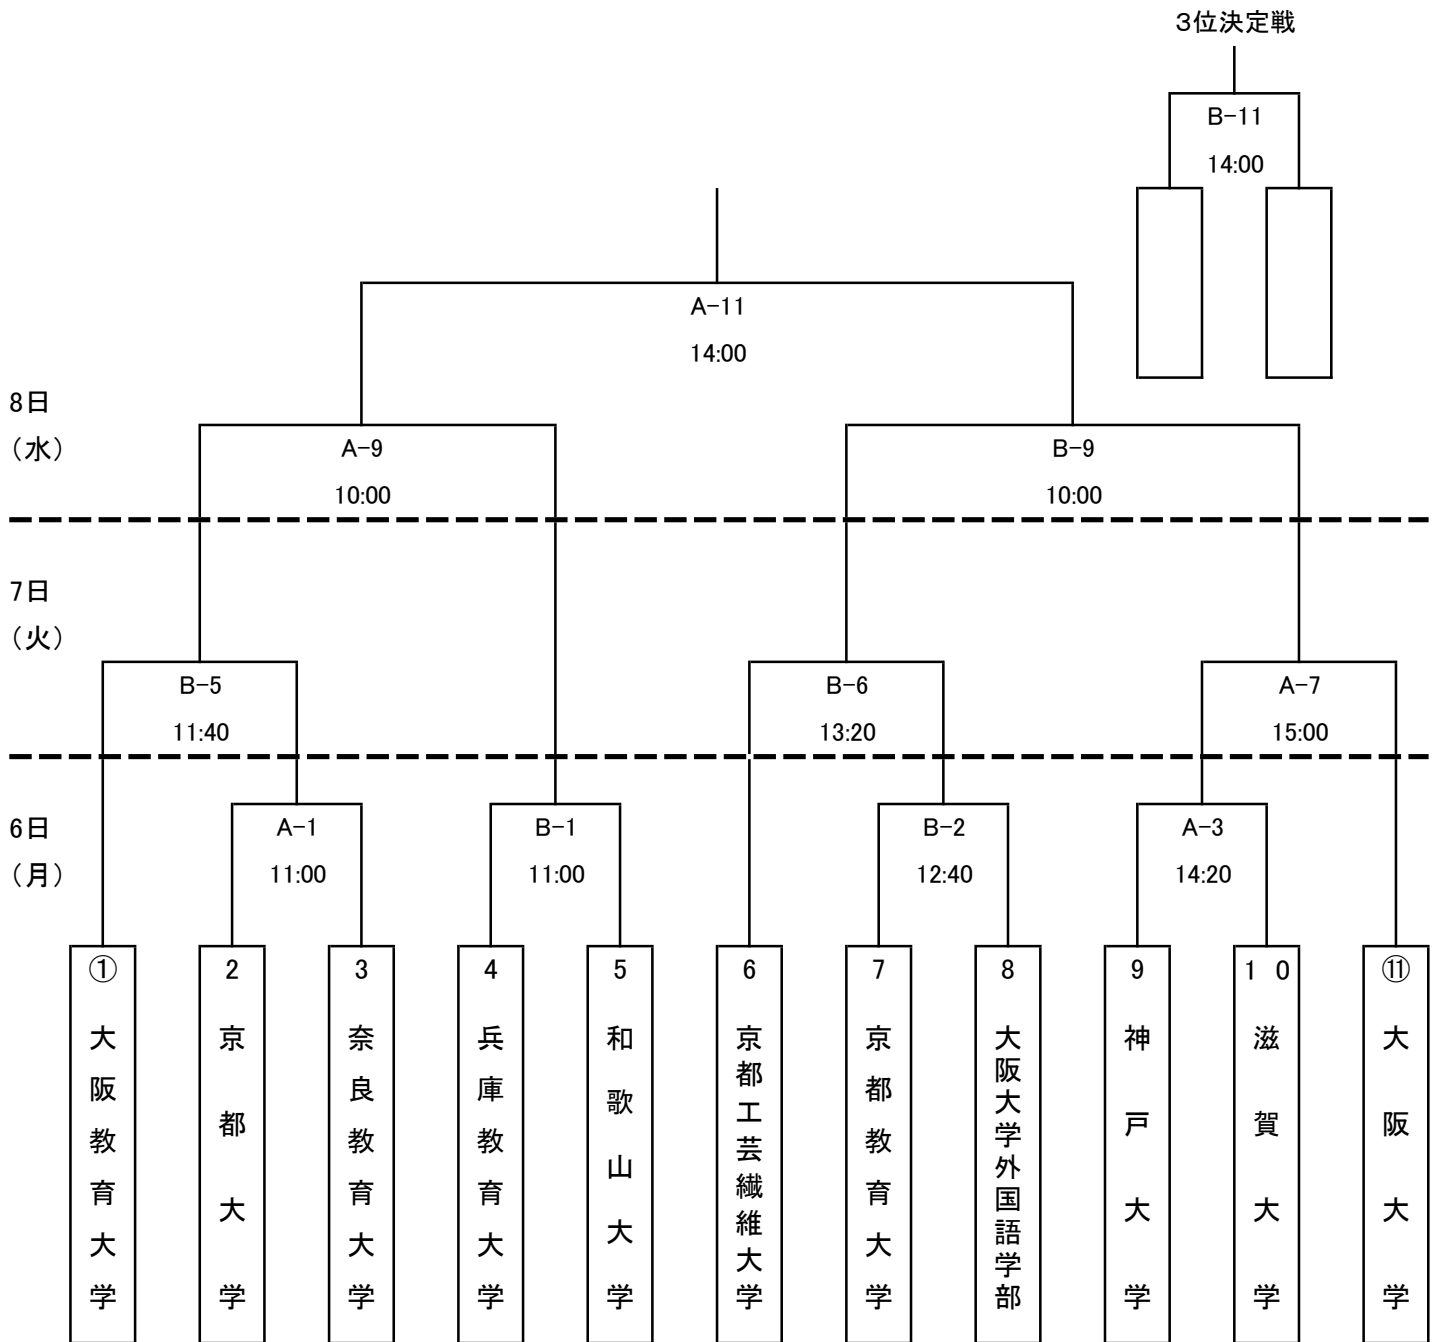 3位決定戦
B-11
14:00
A-11
14:00
8日
（水）
A-9
10:00
B-9
10:00
7日
（火）
B-5
11:40
B-6
13:20
A-7
15:00
6日
（月）
A-1
11:00
B-1
11:00
B-2
12:40
A-3
14:20
①
大阪教育大学
2
京都大学
3
奈良教育大学
4
兵庫教育大学
5
和歌山大学
6
京都工芸繊維大学
7
京都教育大学
8
大阪大学外国語学部
9
神戸大学
10
滋賀大学
⑪
大阪大学